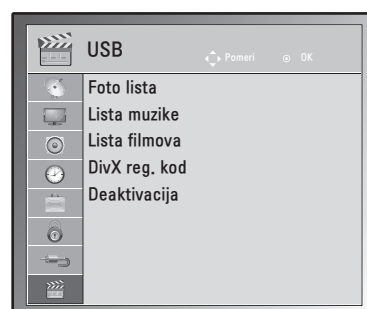 USB
Pomeri OK
Foto lista
Lista muzike
Lista filmova
DivX reg. kod
Deaktivacija